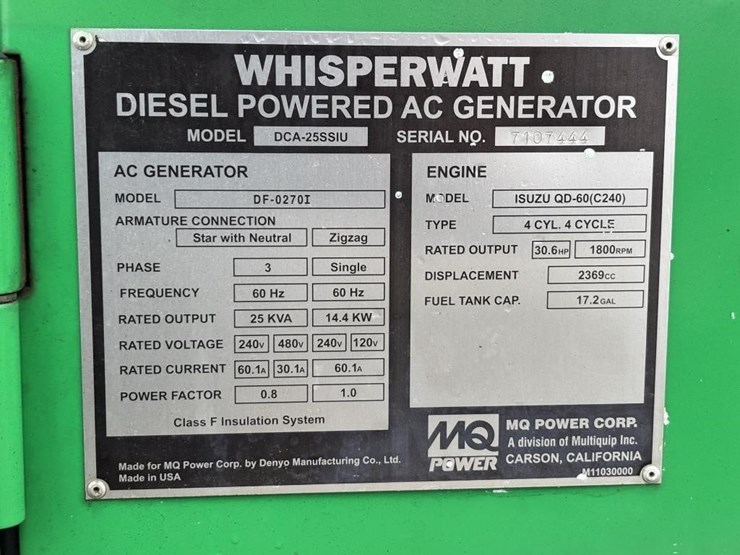 WHISPERWATT
DIESEL POWERED AC GENERATOR
MODEL DCA-25SSIU SERIAL NO. 7107444
AC GENERATOR
MODEL DF-0270I
ARMATURE CONNECTION
Star with Neutral Zigzag
PHASE 3 Single
FREQUENCY 60 Hz 60 Hz
RATED OUTPUT 25 KVA 14.4 KW
RATED VOLTAGE 240V 480V 240V 120V
RATED CURRENT 60.1A 30.1A 60.1A
POWER FACTOR 0.8 1.0
Class F Insulation System
ENGINE
MODEL ISUZU QD-60(C240)
TYPE 4 CYL. 4 CYCLE
RATED OUTPUT 30.6HP 1800RPM
DISPLACEMENT 2369CC
FUEL TANK CAP. 17.2GAL
Made for MQ Power Corp. by Denyo Manufacturing Co., Ltd.
Made in USA
MQ
POWER
MQ POWER CORP.
A division of Multiquip Inc.
CARSON, CALIFORNIA
M11030000